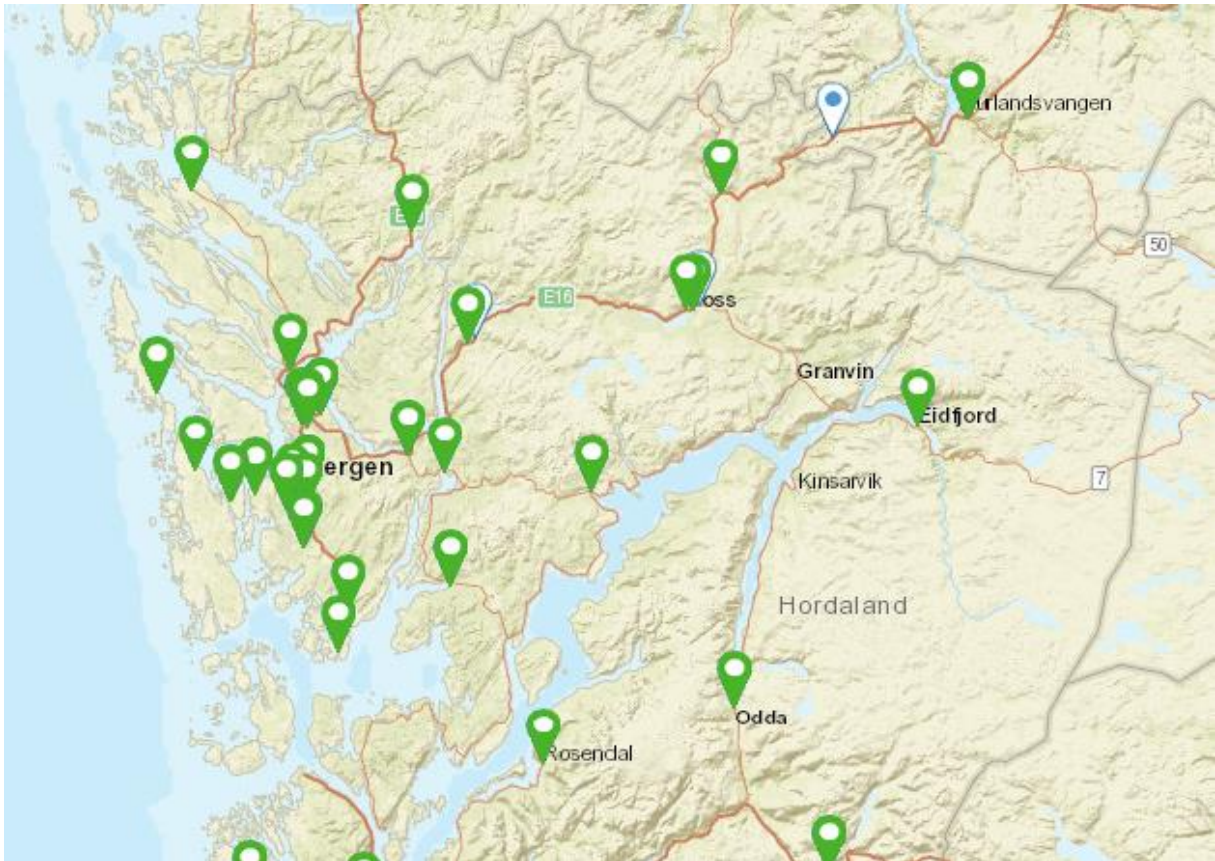 urlandsvangen
50
E16
oss
Granvin
Eidfjord
ergen
7
Kinsarvik
Hordaland
Odda
Rosendal